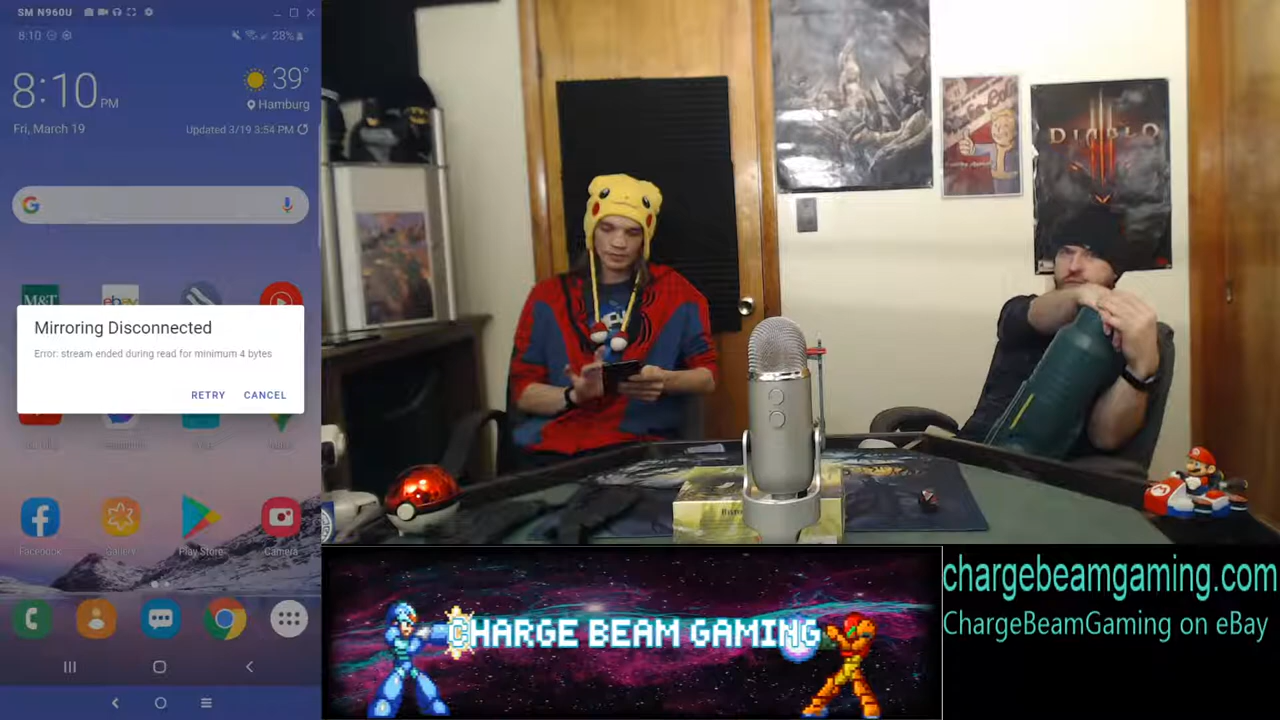 SM N960U
8:10
28%
8:10 PM
39°
Hamburg
Fri, March 19
Updated 3/19 3:54 PM
M&T
ebay
Mirroring Disconnected
Error: stream ended during read for minimum 4 bytes
RETRY
CANCEL
Facebook
Gallery
Play Store
Camera
DIABLO
III
CHARGE BEAM GAMING
chargebeamgaming.com
ChargeBeamGaming on eBay